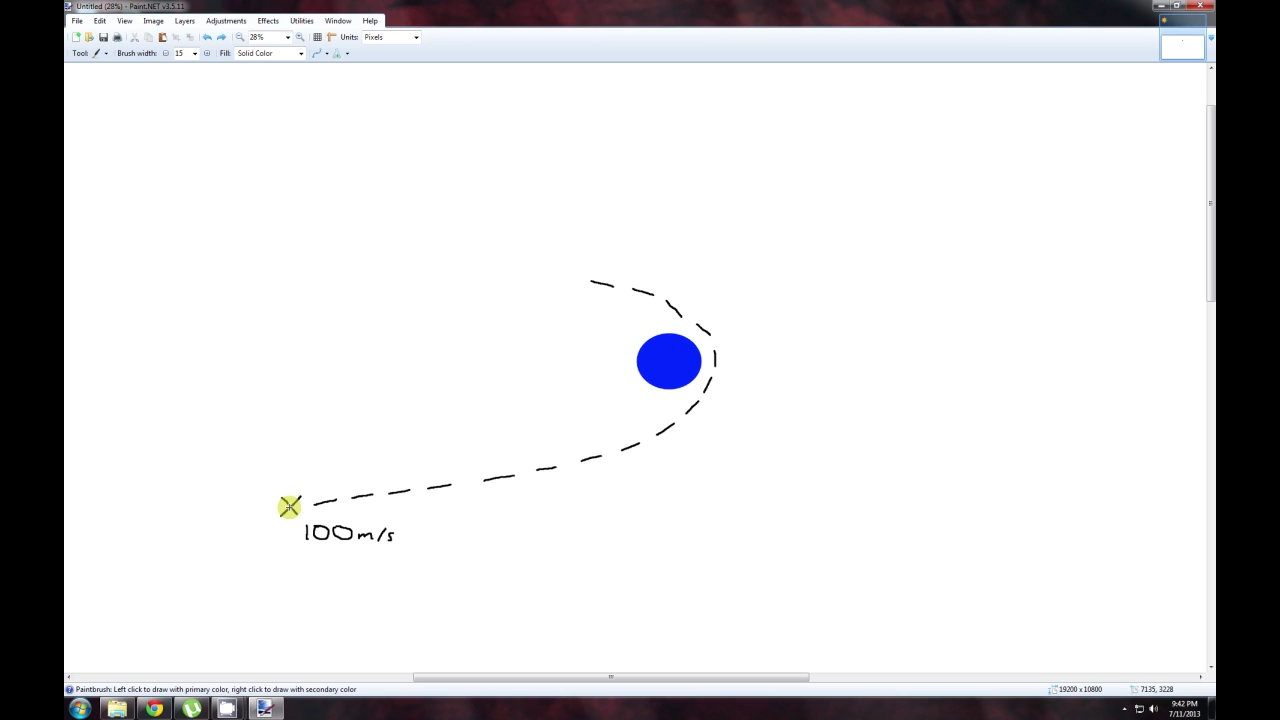 Untitled (28%) - Paint.NET v3.5.11
File Edit View Image Layers Adjustments Effects Utilities Window Help
28% Units: Pixels
Tool: Brush width: 15 Fill: Solid Color
100m/s
Paintbrush: Left click to draw with primary color, right click to draw with secondary color 19200 x 10800 7135, 3228
9:42 PM
7/11/2013